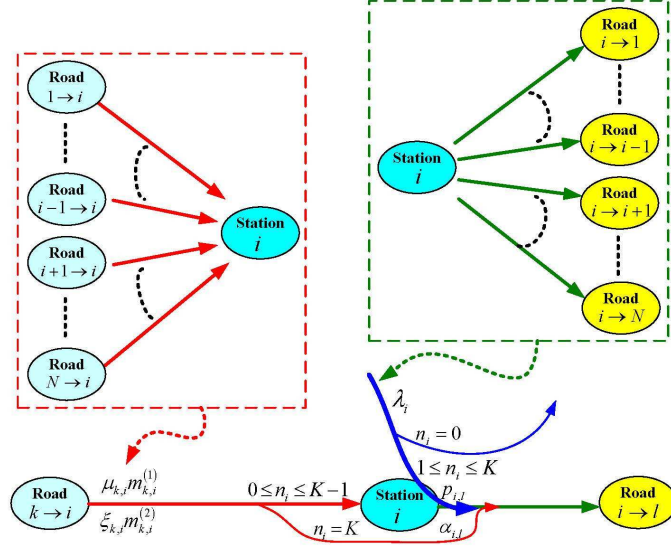 Road
1→i
Road
i−1→i
Road
i+1→i
Road
N→i
Station
i
Station
i
Road
i→1
Road
i→i−1
Road
i→i+1
Road
i→N
λ_i
n_i=0
1≤n_i≤K
Road
k→i
μ_{k,i}m_{k,i}^{(1)}
ξ_{k,i}m_{k,i}^{(2)}
0≤n_i≤K−1
n_i=K
Station
i
p_{i,l}
α_{i,l}
Road
i→l